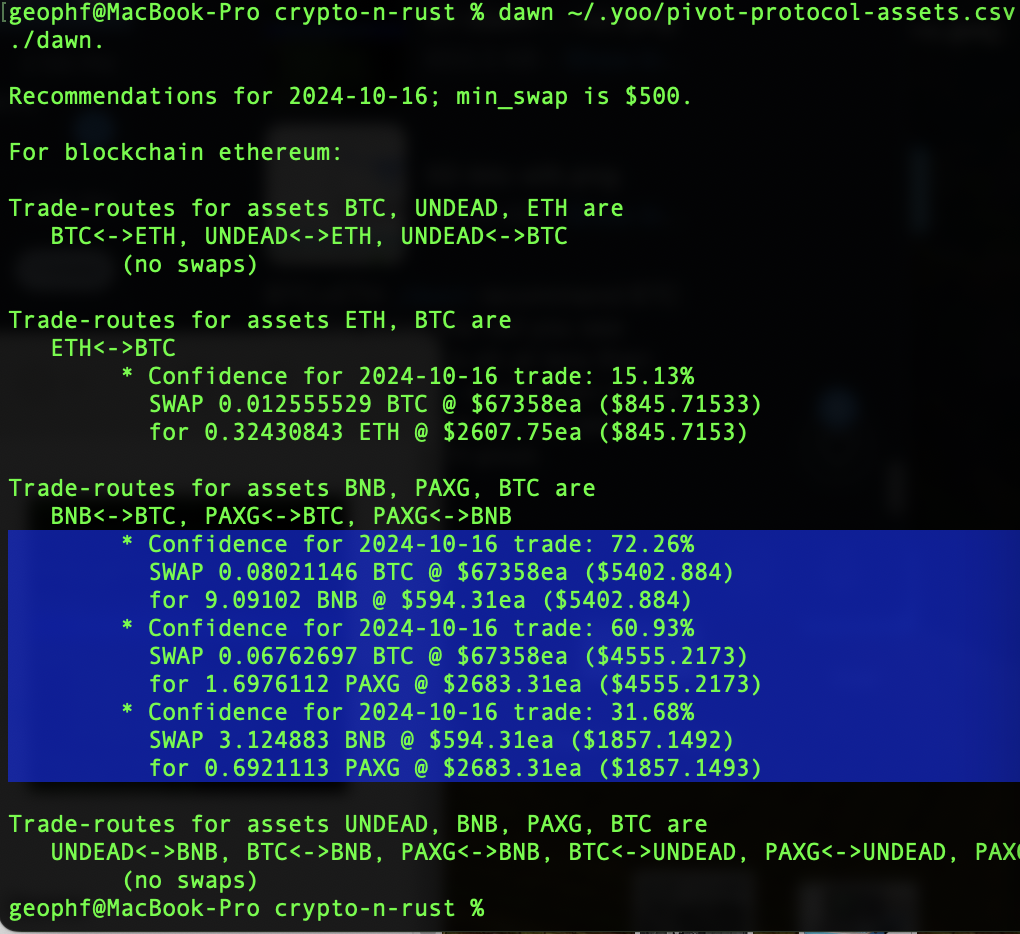 [geophf@MacBook-Pro crypto-n-rust % dawn ~/.yoo/pivot-protocol-assets.csv
./dawn.
Recommendations for 2024-10-16; min_swap is $500.
For blockchain ethereum:
Trade-routes for assets BTC, UNDEAD, ETH are
BTC<->ETH, UNDEAD<->ETH, UNDEAD<->BTC
(no swaps)
Trade-routes for assets ETH, BTC are
ETH<->BTC
* Confidence for 2024-10-16 trade: 15.13%
SWAP 0.012555529 BTC @ $67358ea ($845.71533)
for 0.32430843 ETH @ $2607.75ea ($845.7153)
Trade-routes for assets BNB, PAXG, BTC are
BNB<->BTC, PAXG<->BTC, PAXG<->BNB
* Confidence for 2024-10-16 trade: 72.26%
SWAP 0.08021146 BTC @ $67358ea ($5402.884)
for 9.09102 BNB @ $594.31ea ($5402.884)
* Confidence for 2024-10-16 trade: 60.93%
SWAP 0.06762697 BTC @ $67358ea ($4555.2173)
for 1.6976112 PAXG @ $2683.31ea ($4555.2173)
* Confidence for 2024-10-16 trade: 31.68%
SWAP 3.124883 BNB @ $594.31ea ($1857.1492)
for 0.6921113 PAXG @ $2683.31ea ($1857.1493)
Trade-routes for assets UNDEAD, BNB, PAXG, BTC are
UNDEAD<->BNB, BTC<->BNB, PAXG<->BNB, BTC<->UNDEAD, PAXG<->UNDEAD, PAX
(no swaps)
geophf@MacBook-Pro crypto-n-rust %